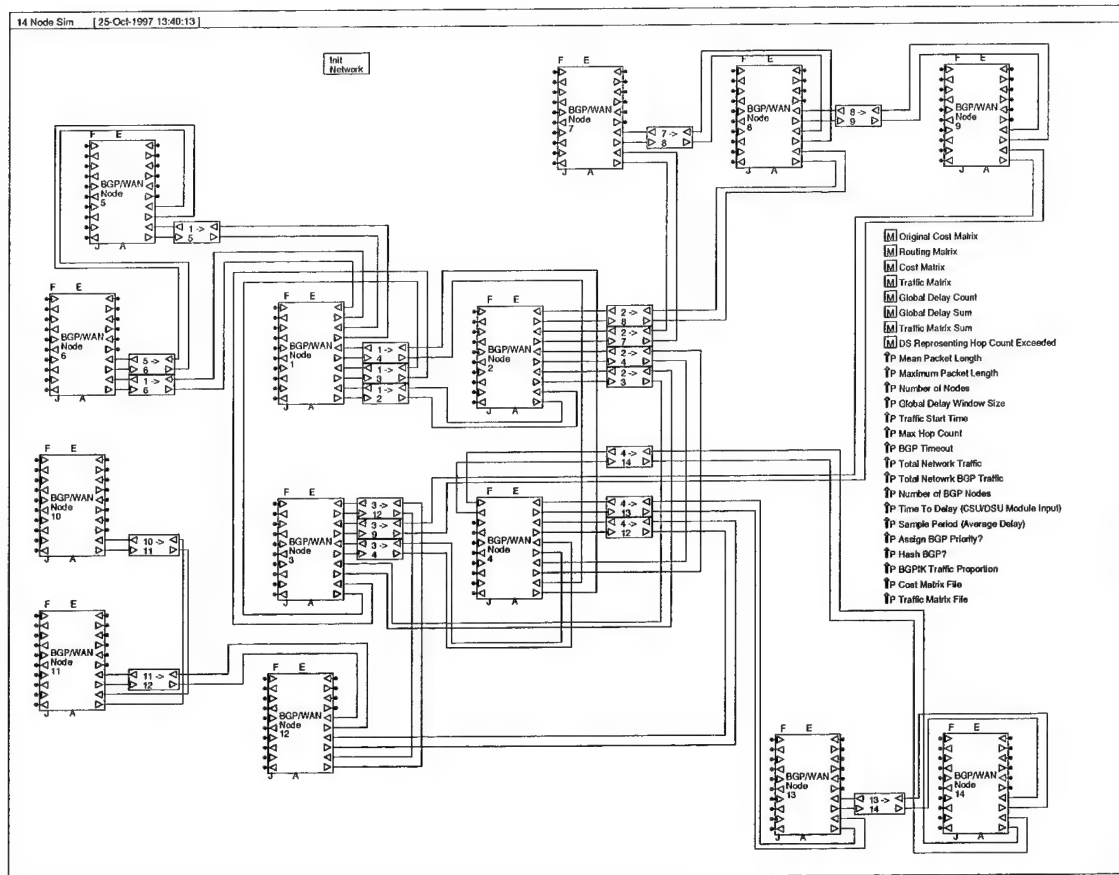 14 Node Sim [25-Oct-1997 13:40:13]
Init
Network
F E
BGP/WAN
Node
7
J A
7 ->
8
F E
BGP/WAN
Node
8
J A
8 ->
9
F E
BGP/WAN
Node
9
J A
F E
BGP/WAN
Node
5
J A
1 ->
5
F E
BGP/WAN
Node
6
J A
5 ->
6
1 ->
6
F E
BGP/WAN
Node
1
J A
1 ->
4
1 ->
3
1 ->
2
F E
BGP/WAN
Node
2
J A
2 ->
8
2 ->
7
2 ->
4
2 ->
3
M Original Cost Matrix
M Routing Matrix
M Cost Matrix
M Traffic Matrix
M Global Delay Count
M Global Delay Sum
M Traffic Matrix Sum
M DS Representing Hop Count Exceeded
↑P Mean Packet Length
↑P Maximum Packet Length
↑P Number of Nodes
↑P Global Delay Window Size
↑P Traffic Start Time
↑P Max Hop Count
↑P BGP Timeout
↑P Total Network Traffic
↑P Total Netowrk BGP Traffic
↑P Number of BGP Nodes
↑P Time To Delay (CSU/DSU Module Input)
↑P Sample Period (Average Delay)
↑P Assign BGP Priority?
↑P Hash BGP?
↑P BGPIK Traffic Proportion
↑P Cost Matrix File
↑P Traffic Matrix File
F E
BGP/WAN
Node
10
J A
10 ->
11
F E
BGP/WAN
Node
11
J A
11 ->
12
F E
BGP/WAN
Node
3
J A
3 ->
12
3 ->
9
3 ->
4
F E
BGP/WAN
Node
4
J A
4 ->
14
4 ->
13
4 ->
12
F E
BGP/WAN
Node
12
J A
F E
BGP/WAN
Node
13
J A
13 ->
14
F E
BGP/WAN
Node
14
J A